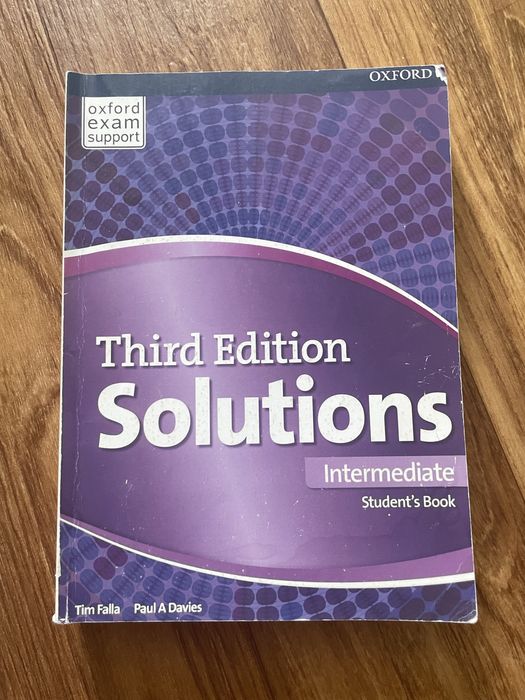 OXFORD
oxford
exam
support
Third Edition
Solutions
Intermediate
Student's Book
Tim Falla Paul A Davies